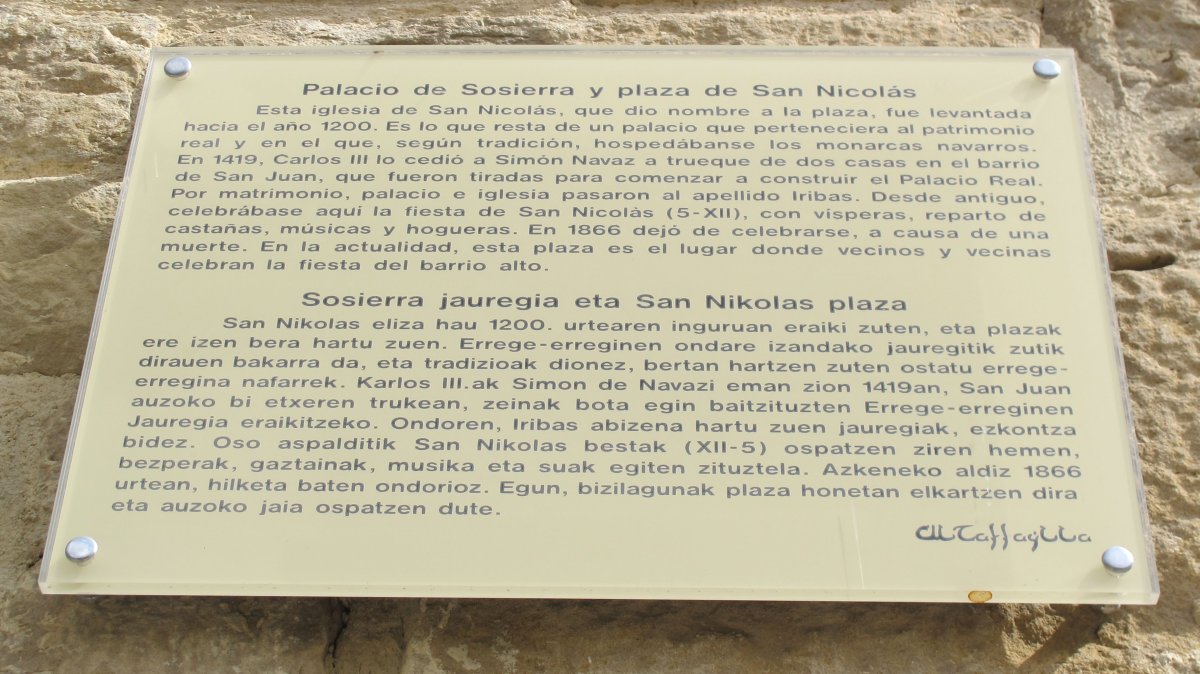 Palacio de Sosierra y plaza de San Nicolás
Esta iglesia de San Nicolás, que dio nombre a la plaza, fue levantada
hacia el año 1200. Es lo que resta de un palacio que perteneciera al patrimonio
real y en el que, según tradición, hospedábanse los monarcas navarros.
En 1419, Carlos III lo cedió a Simón Navaz a trueque de dos casas en el barrio
de San Juan, que fueron tiradas para comenzar a construir el Palacio Real.
Por matrimonio, palacio e iglesia pasaron al apellido Iribas. Desde antiguo,
celebrábase aquí la fiesta de San Nicolás (5-XII), con vísperas, reparto de
castañas, músicas y hogueras. En 1866 dejó de celebrarse, a causa de una
muerte. En la actualidad, esta plaza es el lugar donde vecinos y vecinas
celebran la fiesta del barrio alto.
Sosierra jauregia eta San Nikolas plaza
San Nikolas eliza hau 1200. urtearen inguruan eraiki zuten, eta plazak
ere izen bera hartu zuen. Errege-erreginen ondare izandako jauregitik zutik
dirauen bakarra da, eta tradizioak dionez, bertan hartzen zuten ostatu errege-
erregina nafarrek. Karlos III.ak Simon de Navazi eman zion 1419an, San Juan
auzoko bi etxeren trukean, zeinak bota egin baitzituzten Errege-erreginen
Jauregia eraikitzeko. Ondoren, Iribas abizena hartu zuen jauregiak, ezkontza
bidez. Oso aspalditik San Nikolas bestak (XII-5) ospatzen ziren hemen,
bezperak, gaztainak, musika eta suak egiten zituztela. Azkeneko aldiz 1866
urtean, hilketa baten ondorioz. Egun, bizilagunak plaza honetan elkartzen dira
eta auzoko jaia ospatzen dute.
altaffaylla